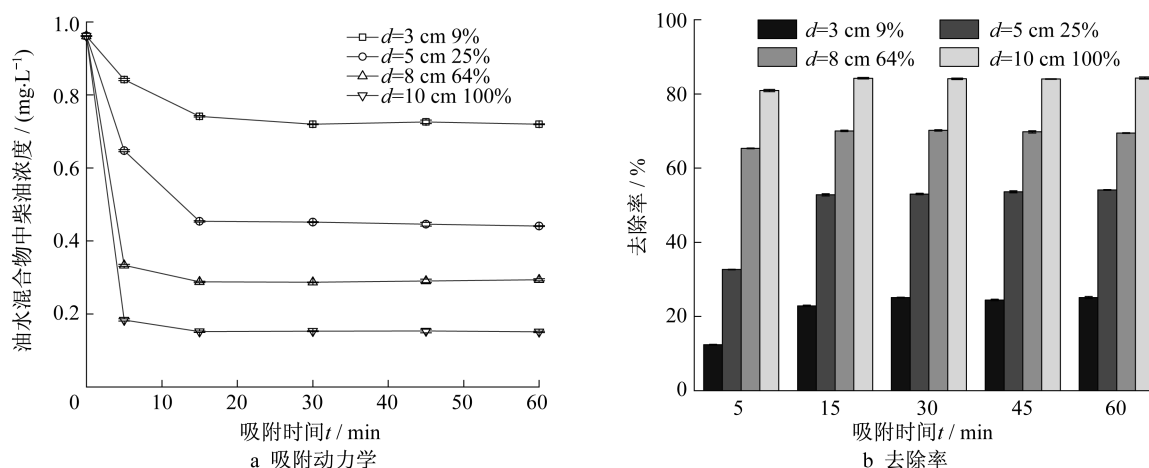 油水混合物中柴油浓度 / (mg·L⁻¹)
1.0
0.8
0.6
0.4
0.2
0
10
20
30
40
50
60
d=3 cm 9%
d=5 cm 25%
d=8 cm 64%
d=10 cm 100%
吸附时间t / min
a 吸附动力学
去除率 / %
100
80
60
40
20
0
d=3 cm 9%
d=5 cm 25%
d=8 cm 64%
d=10 cm 100%
5
15
30
45
60
吸附时间t / min
b 去除率